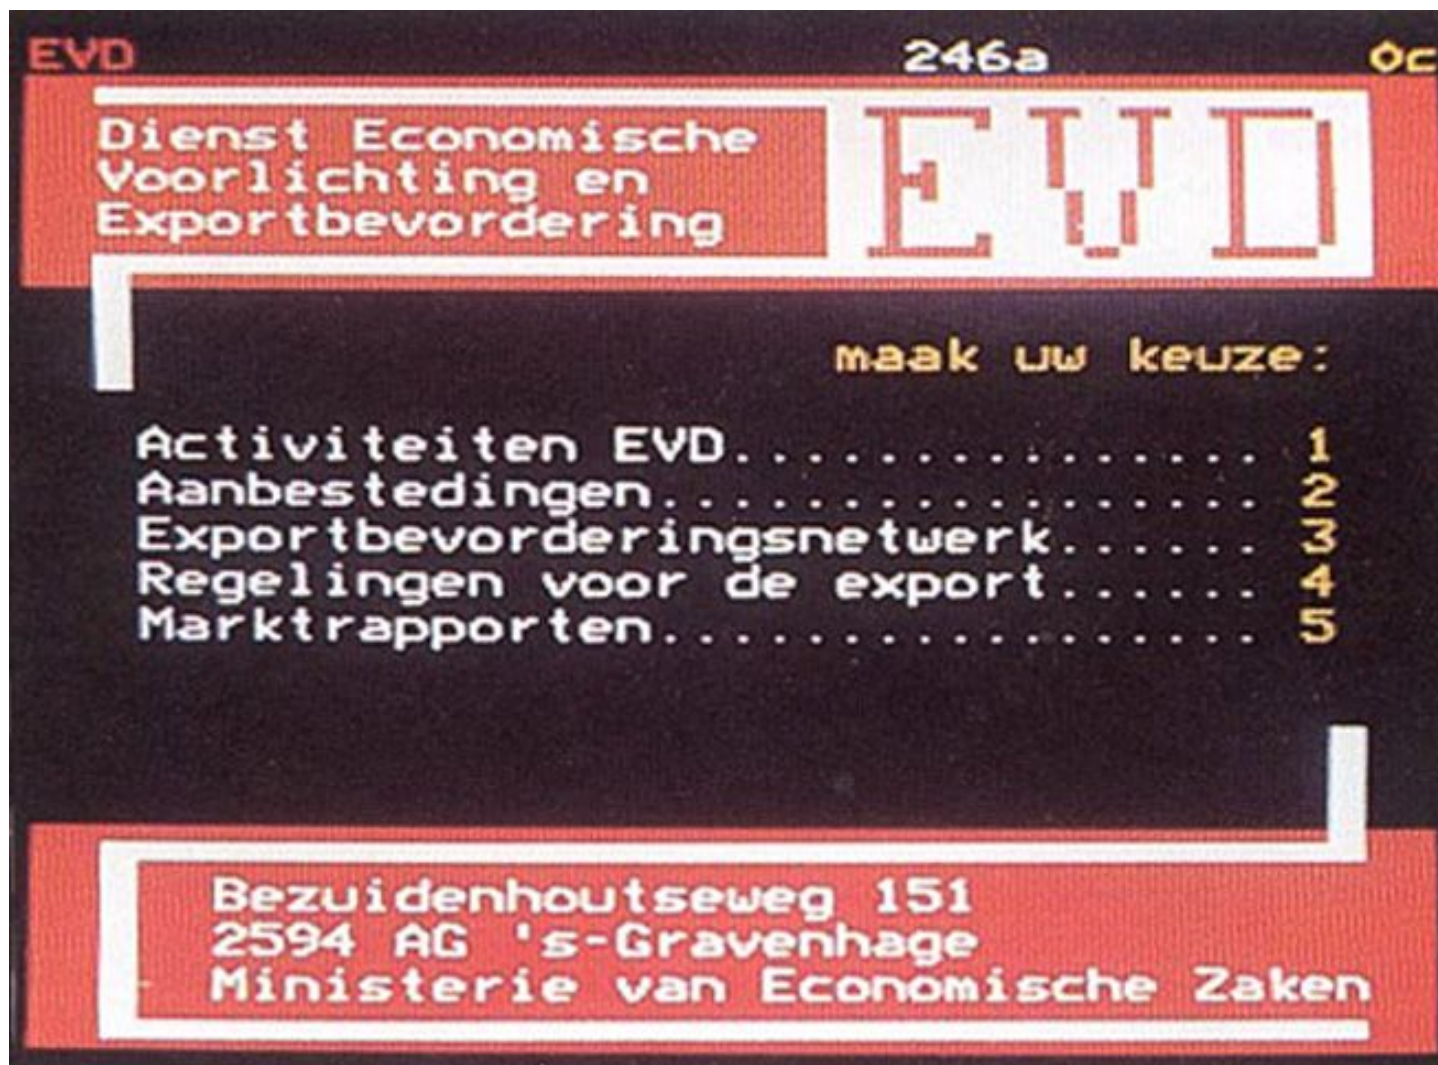 EVD 246a 0c
Dienst Economische
Voorlichting en
Exportbevordering
EVD
maak uw keuze:
Activiteiten EVD................ 1
Aanbestedingen.................. 2
Exportbevorderingsnetwerk...... 3
Regelingen voor de export...... 4
Marktrapporten.................. 5
Bezuidenhoutseweg 151
2594 AG 's-Gravenhage
Ministerie van Economische Zaken